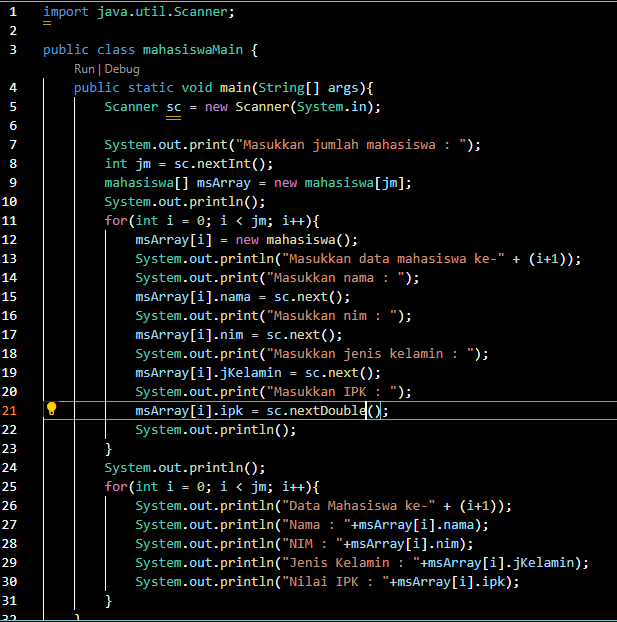 1 import java.util.Scanner;
2
3 public class mahasiswaMain {
Run | Debug
4 public static void main(String[] args){
5 Scanner sc = new Scanner(System.in);
6
7 System.out.print("Masukkan jumlah mahasiswa : ");
8 int jm = sc.nextInt();
9 mahasiswa[] msArray = new mahasiswa[jm];
10 System.out.println();
11 for(int i = 0; i < jm; i++){
12 msArray[i] = new mahasiswa();
13 System.out.println("Masukkan data mahasiswa ke-" + (i+1));
14 System.out.print("Masukkan nama : ");
15 msArray[i].nama = sc.next();
16 System.out.print("Masukkan nim : ");
17 msArray[i].nim = sc.next();
18 System.out.print("Masukkan jenis kelamin : ");
19 msArray[i].jKelamin = sc.next();
20 System.out.print("Masukkan IPK : ");
21 msArray[i].ipk = sc.nextDouble();
22 System.out.println();
23 }
24 System.out.println();
25 for(int i = 0; i < jm; i++){
26 System.out.println("Data Mahasiswa ke-" + (i+1));
27 System.out.println("Nama : "+msArray[i].nama);
28 System.out.println("NIM : "+msArray[i].nim);
29 System.out.println("Jenis Kelamin : "+msArray[i].jKelamin);
30 System.out.println("Nilai IPK : "+msArray[i].ipk);
31 }
32 }